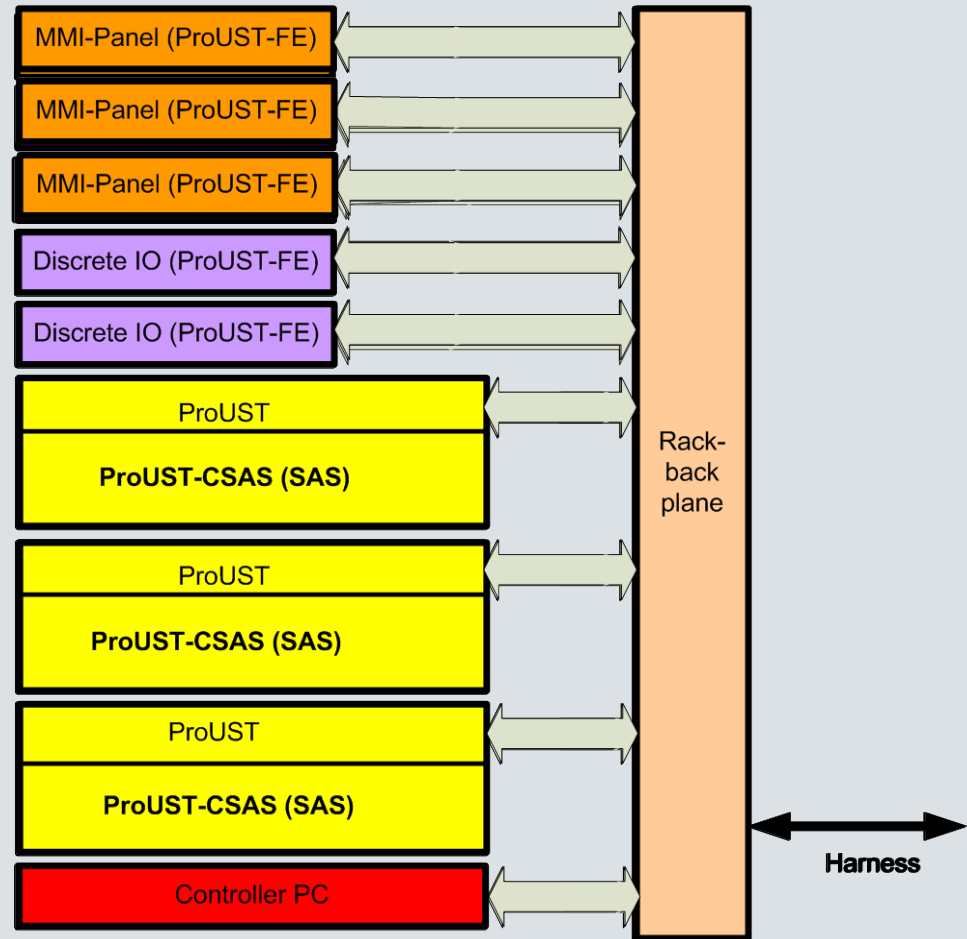 MMI-Panel (ProUST-FE)
MMI-Panel (ProUST-FE)
MMI-Panel (ProUST-FE)
Discrete IO (ProUST-FE)
Discrete IO (ProUST-FE)
ProUST
ProUST-CSAS (SAS)
ProUST
ProUST-CSAS (SAS)
ProUST
ProUST-CSAS (SAS)
Controller PC
Rack-
back
plane
Harness